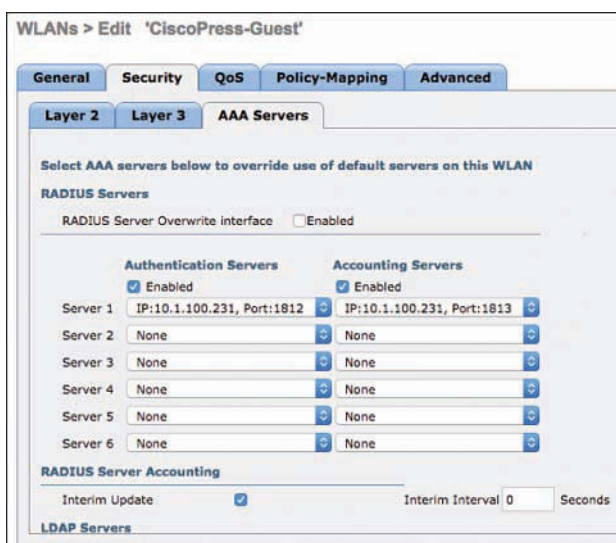 WLANs > Edit 'CiscoPress-Guest'
General Security QoS Policy-Mapping Advanced
Layer 2 Layer 3 AAA Servers
Select AAA servers below to override use of default servers on this WLAN
RADIUS Servers
RADIUS Server Overwrite interface Enabled
Authentication Servers Accounting Servers
Enabled Enabled
Server 1 IP:10.1.100.231, Port:1812 IP:10.1.100.231, Port:1813
Server 2 None None
Server 3 None None
Server 4 None None
Server 5 None None
Server 6 None None
RADIUS Server Accounting
Interim Update Interim Interval 0 Seconds
LDAP Servers